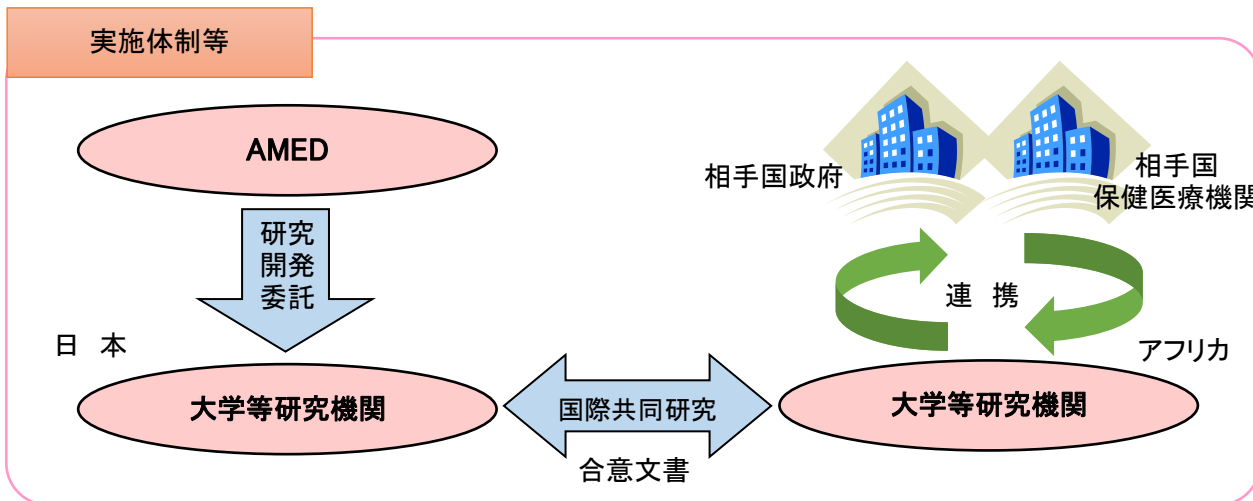 実施体制等
AMED
研究
開発
委託
日 本
大学等研究機関
国際共同研究
合意文書
相手国政府
相手国
保健医療機関
連 携
アフリカ
大学等研究機関